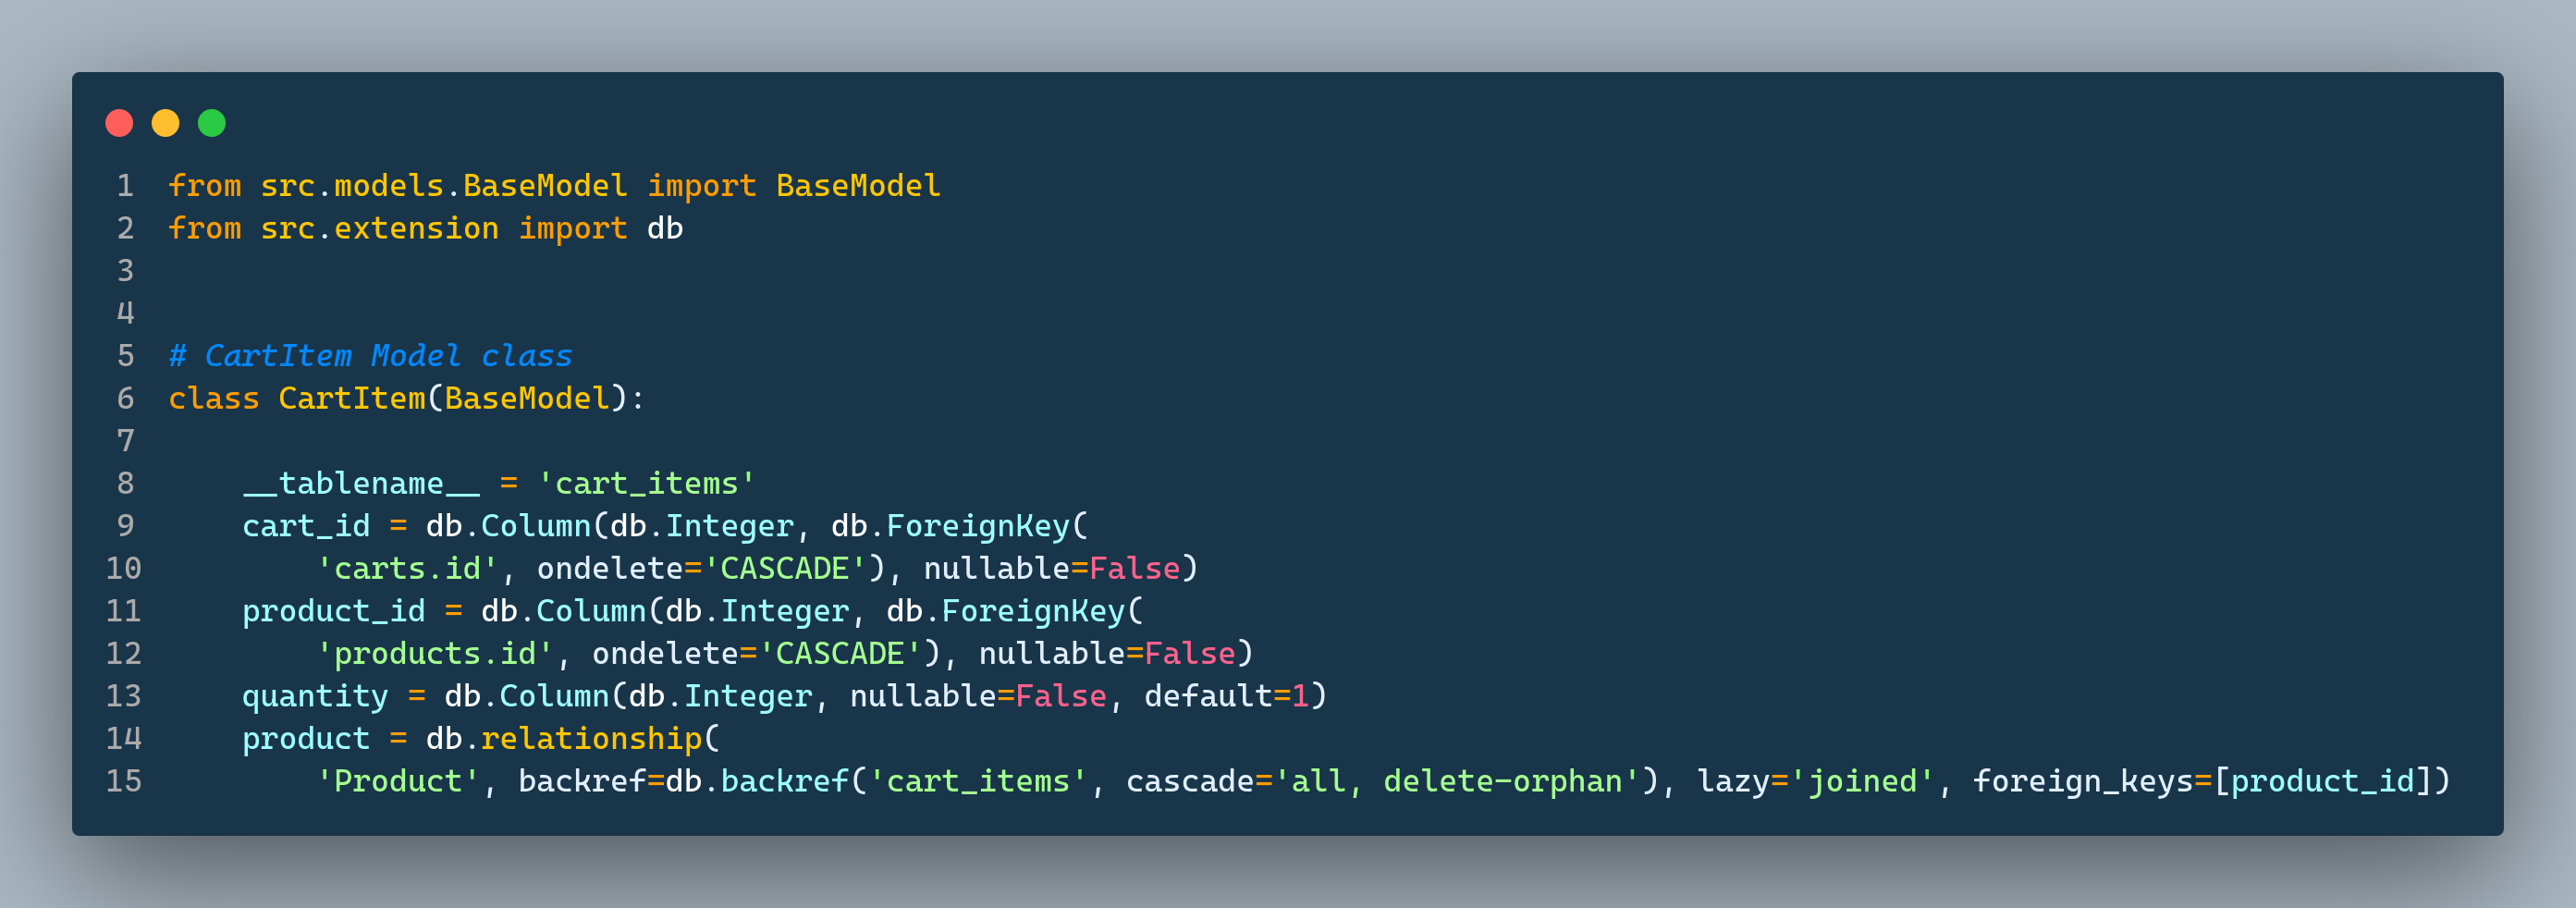 1 from src.models.BaseModel import BaseModel
2 from src.extension import db
3
4
5 # CartItem Model class
6 class CartItem(BaseModel):
7
8     __tablename__ = 'cart_items'
9     cart_id = db.Column(db.Integer, db.ForeignKey(
10         'carts.id', ondelete='CASCADE'), nullable=False)
11     product_id = db.Column(db.Integer, db.ForeignKey(
12         'products.id', ondelete='CASCADE'), nullable=False)
13     quantity = db.Column(db.Integer, nullable=False, default=1)
14     product = db.relationship(
15         'Product', backref=db.backref('cart_items', cascade='all, delete-orphan'), lazy='joined', foreign_keys=[product_id])